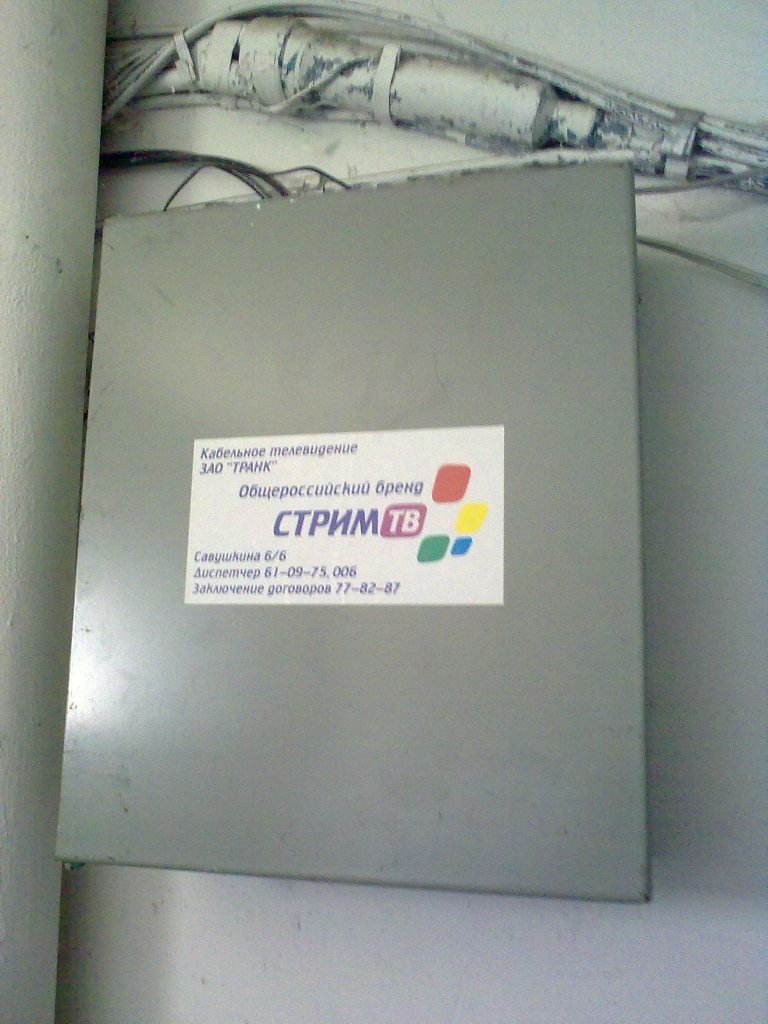 Кабельное телевидение
ЗАО "ТРАНК"
Общероссийский бренд
СТРИМ ТВ
Савушкина 6/6
Диспетчер 61-09-75, 006
Заключение договоров 77-82-87